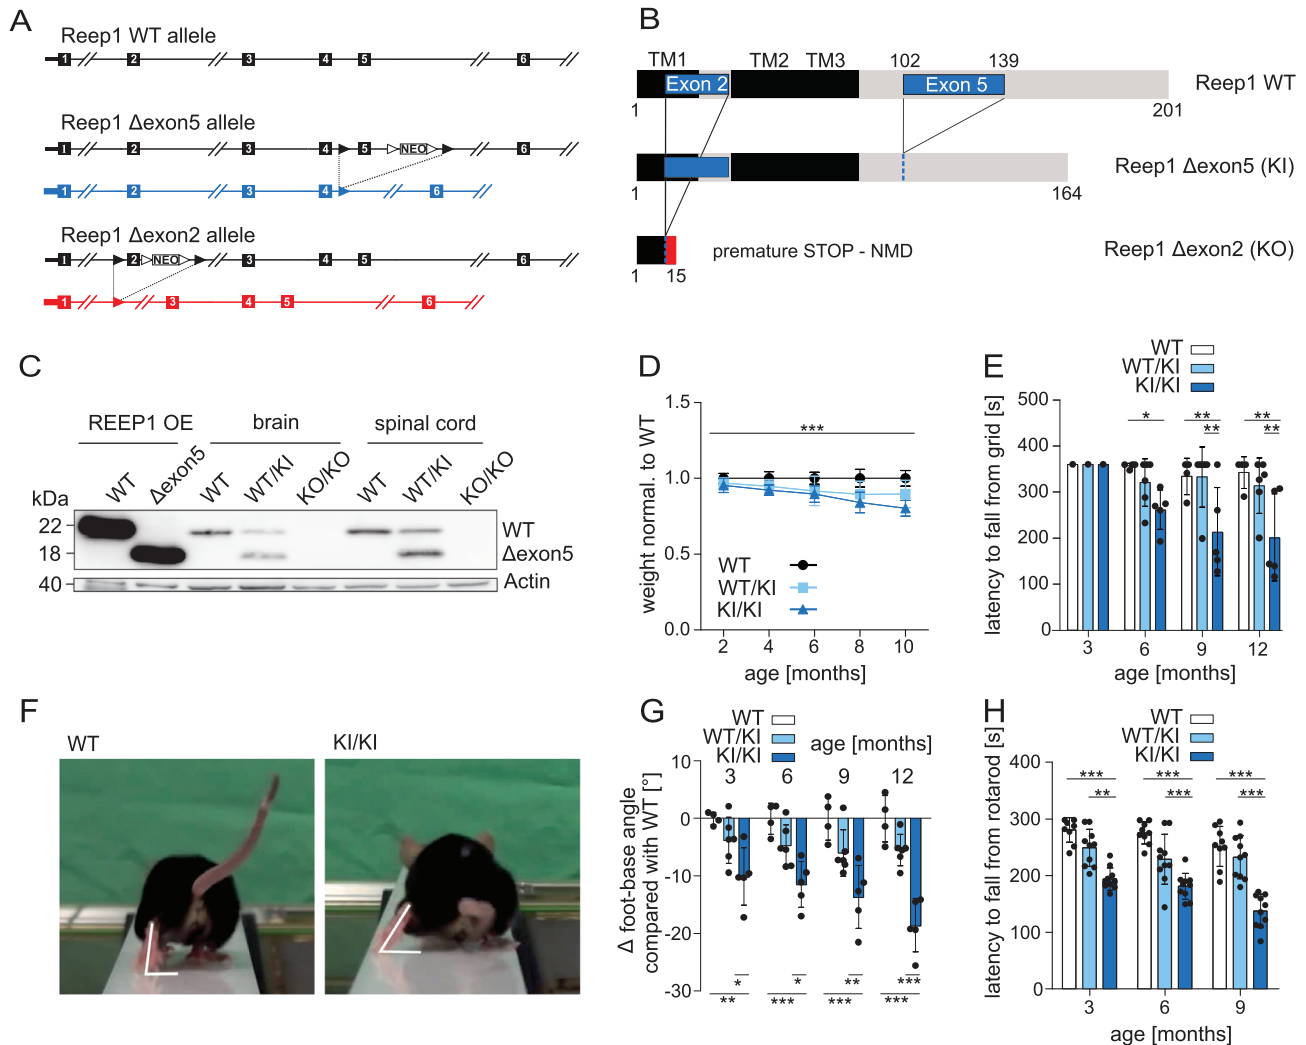 A
Reep1 WT allele
1 2 3 4 5 6
Reep1 Δexon5 allele
1 2 3 4 5 NEO 6
1 2 3 4 6
Reep1 Δexon2 allele
1 2 NEO 3 4 5 6
1 3 4 5 6
B
TM1 TM2 TM3 102 139
Exon 2 Exon 5 Reep1 WT
1 201
Reep1 Δexon5 (KI)
1 164
premature STOP - NMD Reep1 Δexon2 (KO)
1 15
C
REEP1 OE brain spinal cord
WT Δexon5 WT WT/KI KO/KO WT WT/KI KO/KO
kDa
22 WT
18 Δexon5
40 Actin
D
weight normal. to WT
1.5
1.0
0.5
0.0
***
WT
WT/KI
KI/KI
2 4 6 8 10
age [months]
E
WT
WT/KI
KI/KI
latency to fall from grid [s]
500
400
300
200
100
0
* ** **
** **
3 6 9 12
age [months]
F
WT KI/KI
G
WT
WT/KI
KI/KI
age [months]
3 6 9 12
Δ foot-base angle
compared with WT [°]
10
0
-10
-20
-30
* * ** ***
** *** *** ***
H
WT
WT/KI
KI/KI
latency to fall from rotarod [s]
400
300
200
100
0
*** *** ***
** *** ***
3 6 9
age [months]